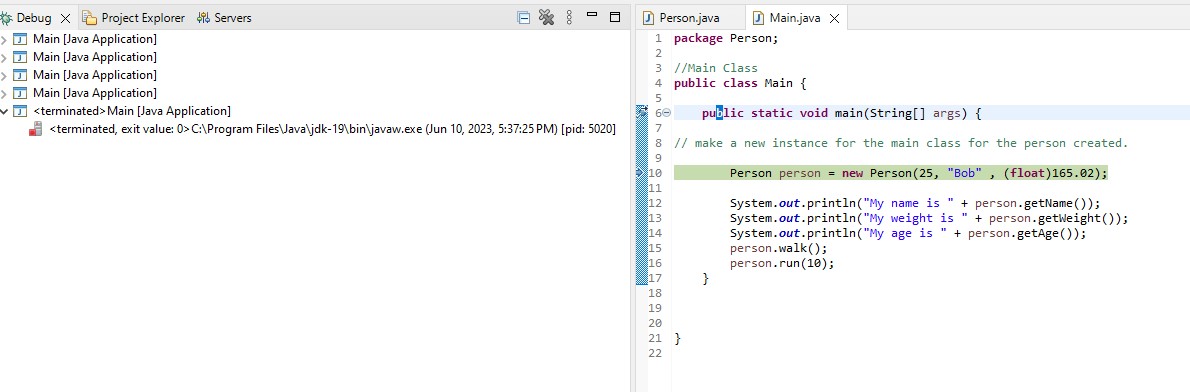 Debug Project Explorer Servers
Main [Java Application]
Main [Java Application]
Main [Java Application]
Main [Java Application]
<terminated>Main [Java Application]
<terminated, exit value: 0>C:\Program Files\Java\jdk-19\bin\javaw.exe (Jun 10, 2023, 5:37:25 PM) [pid: 5020]
Person.java Main.java
1 package Person;
2
3 //Main Class
4 public class Main {
5
6 public static void main(String[] args) {
7
8 // make a new instance for the main class for the person created.
9
10 Person person = new Person(25, "Bob" , (float)165.02);
11
12 System.out.println("My name is " + person.getName());
13 System.out.println("My weight is " + person.getWeight());
14 System.out.println("My age is " + person.getAge());
15 person.walk();
16 person.run(10);
17 }
18
19
20
21 }
22